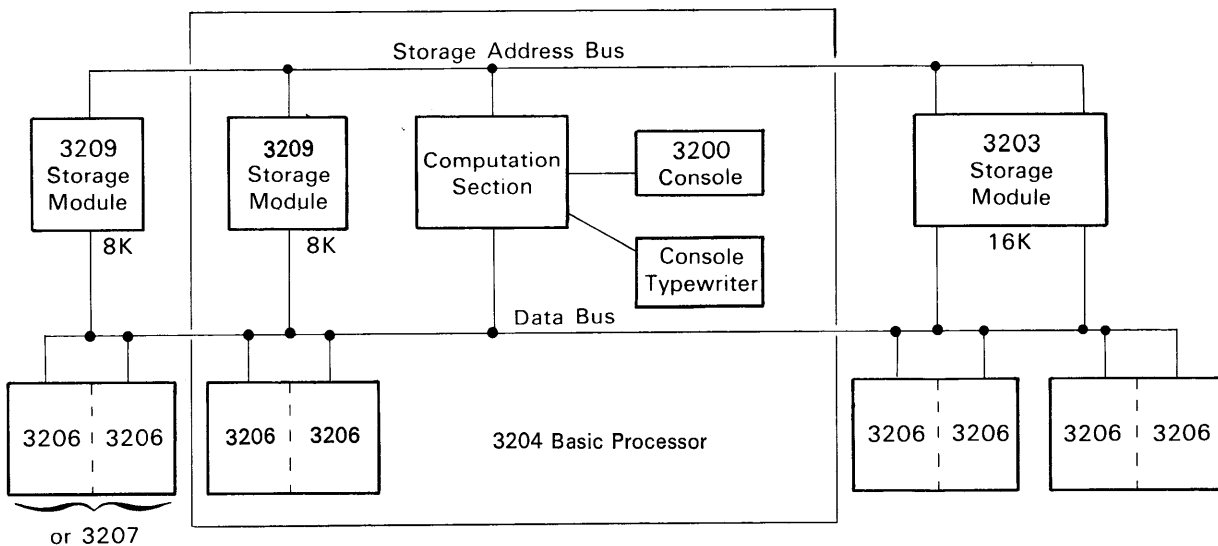 Storage Address Bus
3209
Storage
Module
8K
3209
Storage
Module
8K
Computation
Section
3200
Console
Console
Typewriter
3203
Storage
Module
16K
Data Bus
3206
3206
3206
3206
3204 Basic Processor
3206
3206
3206
3206
or 3207